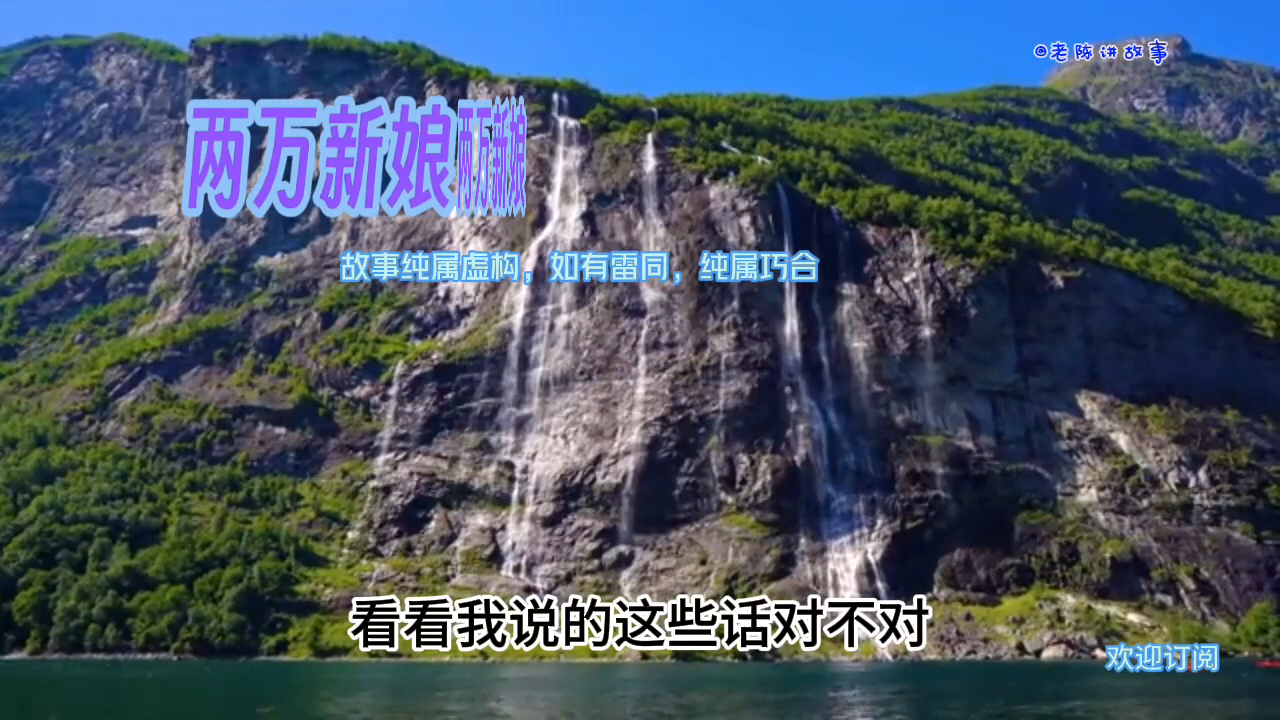 @老陈讲故事
两万新娘两万新娘
故事纯属虚构，如有雷同，纯属巧合
看看我说的这些话对不对
欢迎订阅